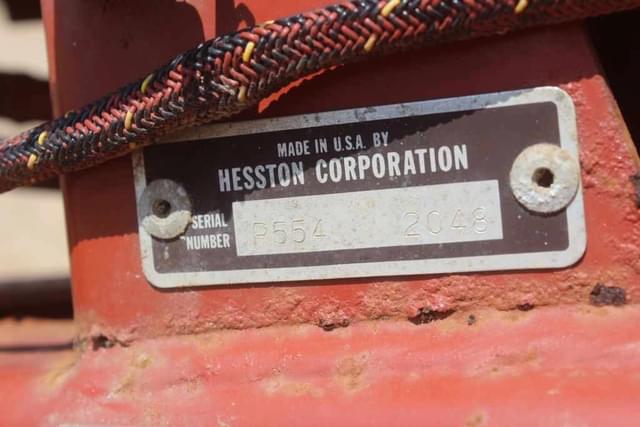 MADE IN U.S.A. BY
HESSTON CORPORATION
SERIAL
NUMBER
P554 2048